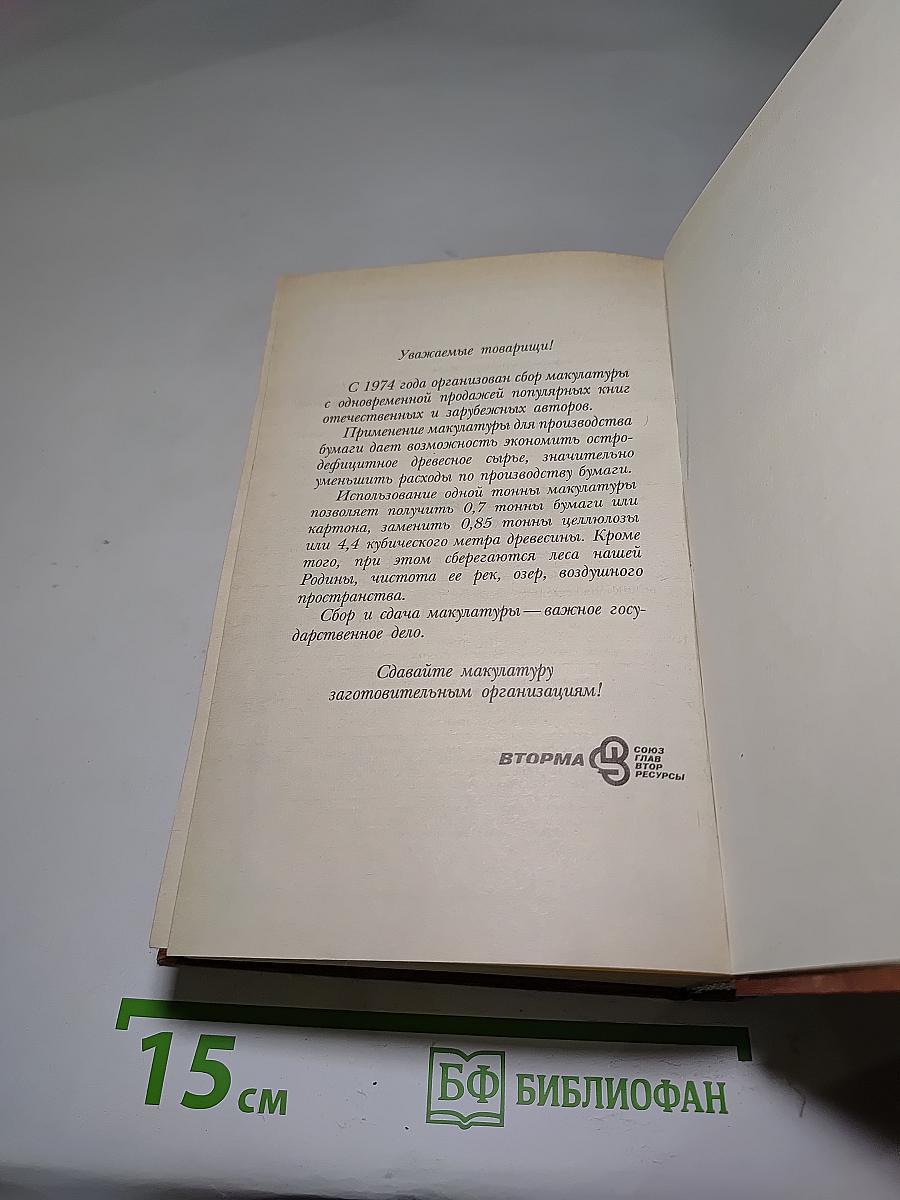 Уважаемые товарищи!
С 1974 года организован сбор макулатуры
с одновременной продажей популярных книг
отечественных и зарубежных авторов.
Применение макулатуры для производства
бумаги дает возможность экономить остро-
дефицитное древесное сырье, значительно
уменьшить расходы по производству бумаги.
Использование одной тонны макулатуры
позволяет получить 0,7 тонны бумаги или
картона, заменить 0,85 тонны целлюлозы
или 4,4 кубического метра древесины. Кроме
того, при этом сберегаются леса нашей
Родины, чистота ее рек, озер, воздушного
пространства.
Сбор и сдача макулатуры — важное госу-
дарственное дело.
Сдавайте макулатуру
заготовительным организациям!
ВТОРМА
СОЮЗ
ГЛАВ
ВТОР
РЕСУРСЫ
15 см
БФ БИБЛИОФАН